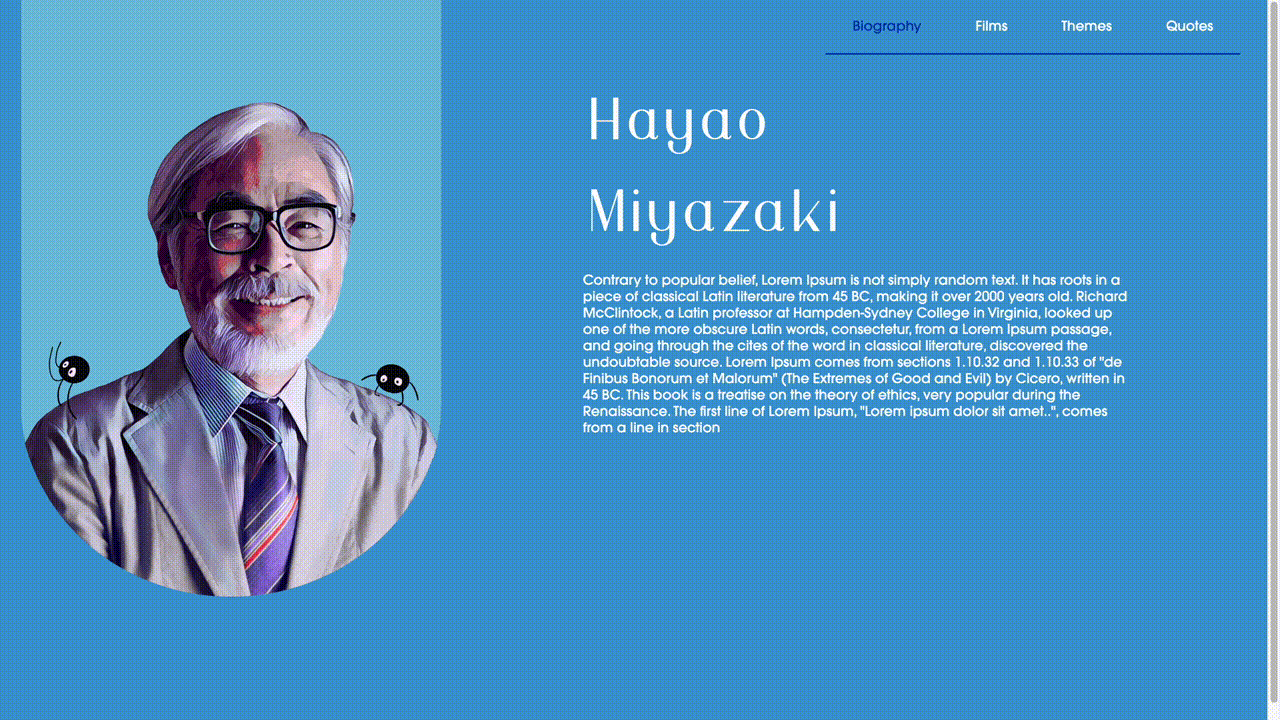 Biography Films Themes Quotes
Hayao
Miyazaki
Contrary to popular belief, Lorem Ipsum is not simply random text. It has roots in a
piece of classical Latin literature from 45 BC, making it over 2000 years old. Richard
McClintock, a Latin professor at Hampden-Sydney College in Virginia, looked up
one of the more obscure Latin words, consectetur, from a Lorem Ipsum passage,
and going through the cites of the word in classical literature, discovered the
undoubtable source. Lorem Ipsum comes from sections 1.10.32 and 1.10.33 of "de
Finibus Bonorum et Malorum" (The Extremes of Good and Evil) by Cicero, written in
45 BC. This book is a treatise on the theory of ethics, very popular during the
Renaissance. The first line of Lorem Ipsum, "Lorem ipsum dolor sit amet..", comes
from a line in section